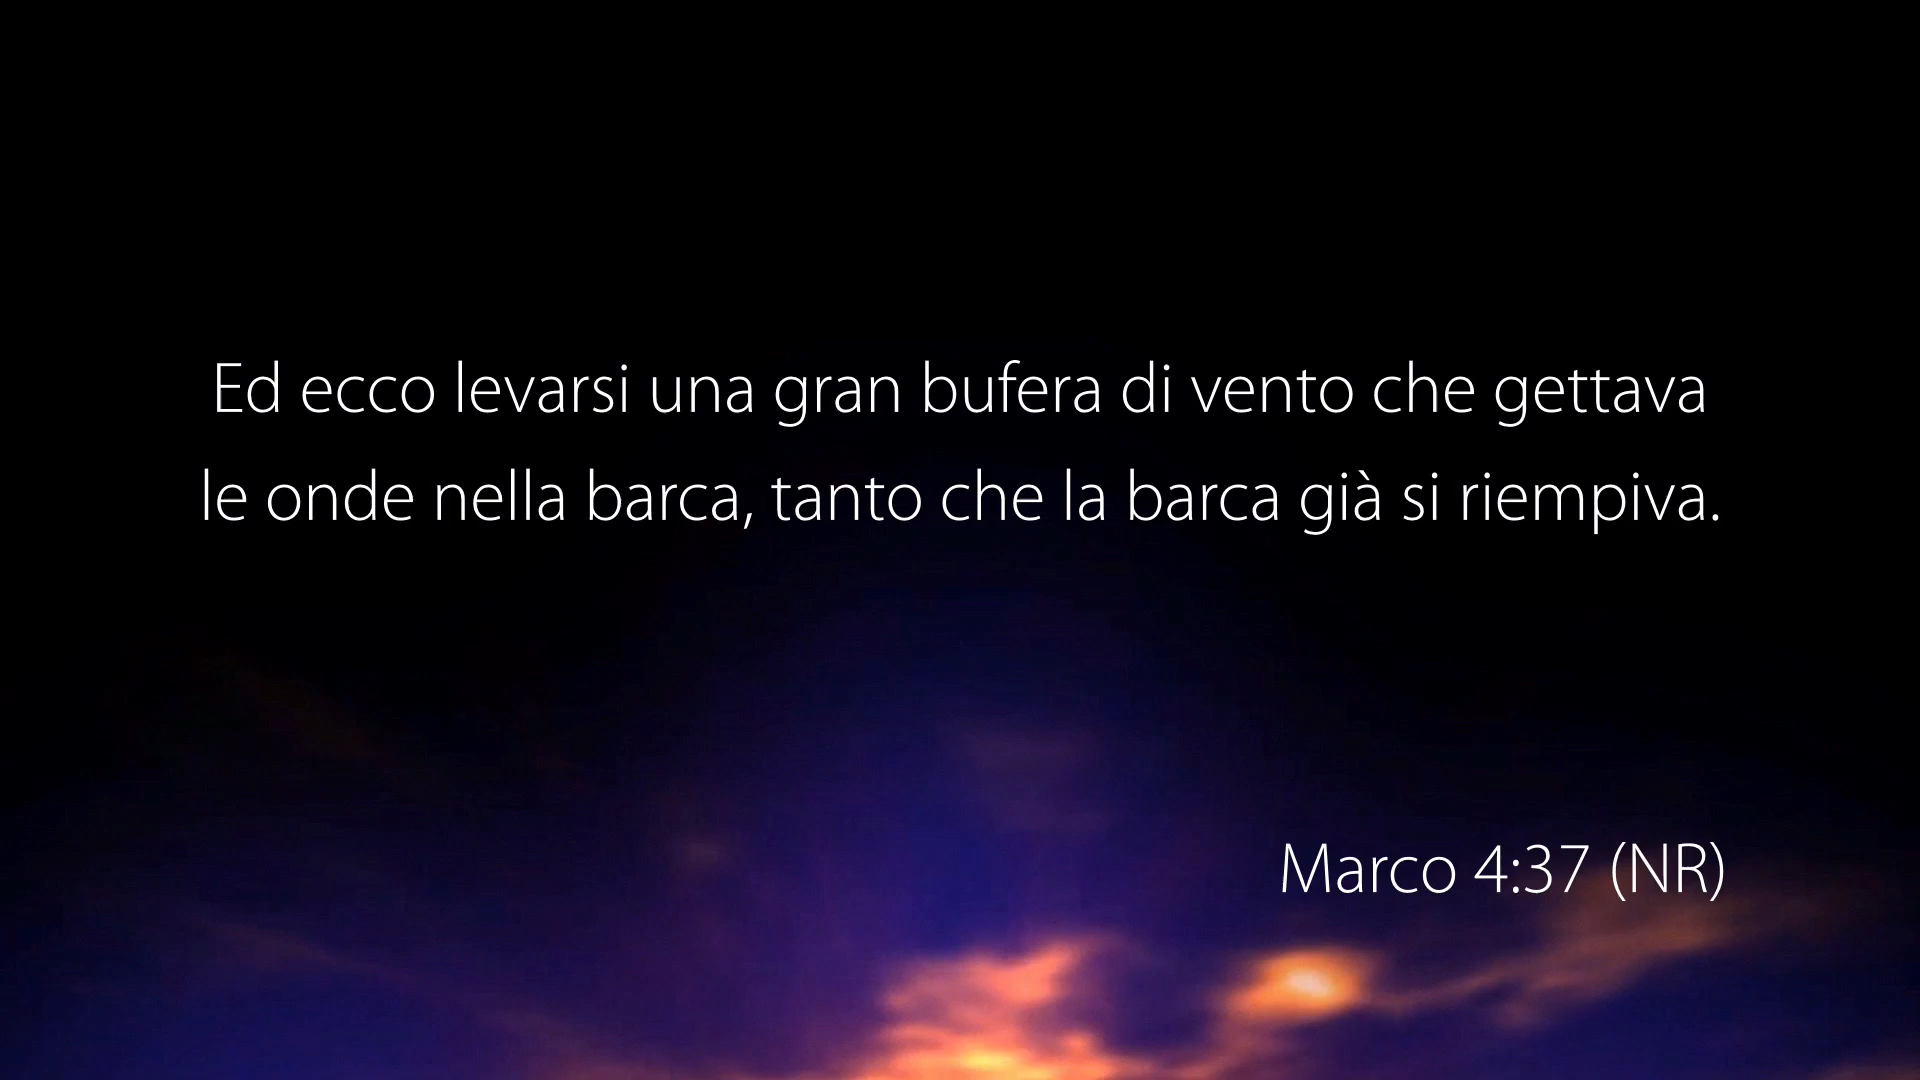 Ed ecco levarsi una gran bufera di vento che gettava
le onde nella barca, tanto che la barca già si riempiva.
Marco 4:37 (NR)